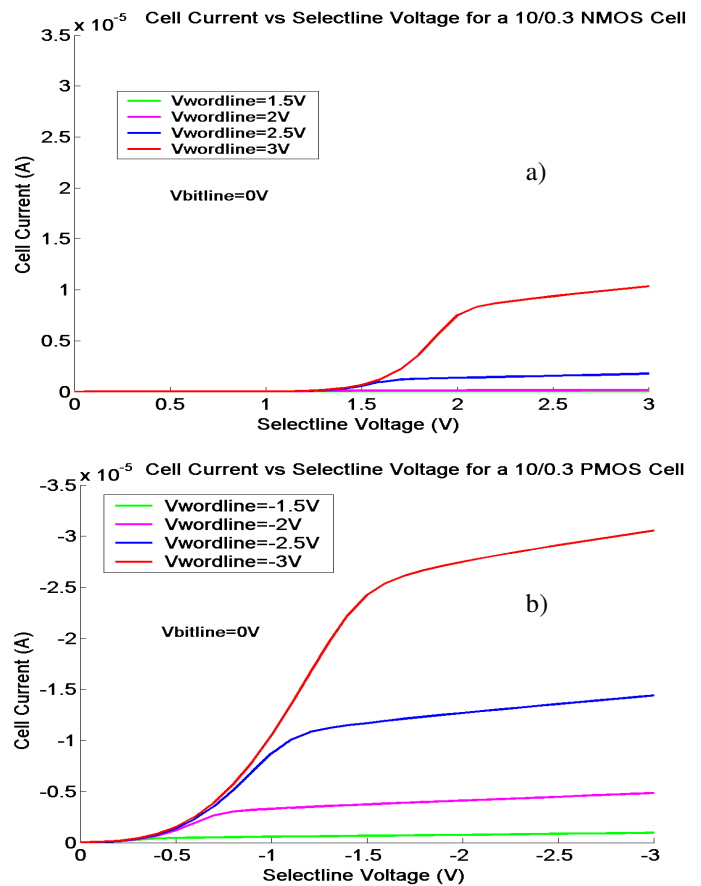 x 10^-5 Cell Current vs Selectline Voltage for a 10/0.3 NMOS Cell
3.5
3
2.5
2
1.5
1
0.5
0
Cell Current (A)
Vwordline=1.5V
Vwordline=2V
Vwordline=2.5V
Vwordline=3V
Vbitline=0V
a)
0 0.5 1 1.5 2 2.5 3
Selectline Voltage (V)
x 10^-5 Cell Current vs Selectline Voltage for a 10/0.3 PMOS Cell
-3.5
-3
-2.5
-2
-1.5
-1
-0.5
0
Cell Current (A)
Vwordline=-1.5V
Vwordline=-2V
Vwordline=-2.5V
Vwordline=-3V
Vbitline=0V
b)
0 -0.5 -1 -1.5 -2 -2.5 -3
Selectline Voltage (V)